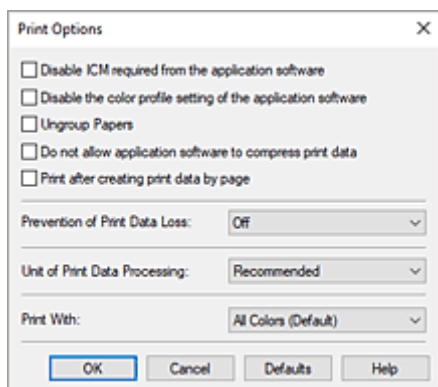 Print Options
Disable ICM required from the application software
Disable the color profile setting of the application software
Ungroup Papers
Do not allow application software to compress print data
Print after creating print data by page
Prevention of Print Data Loss: Off
Unit of Print Data Processing: Recommended
Print With: All Colors (Default)
OK Cancel Defaults Help